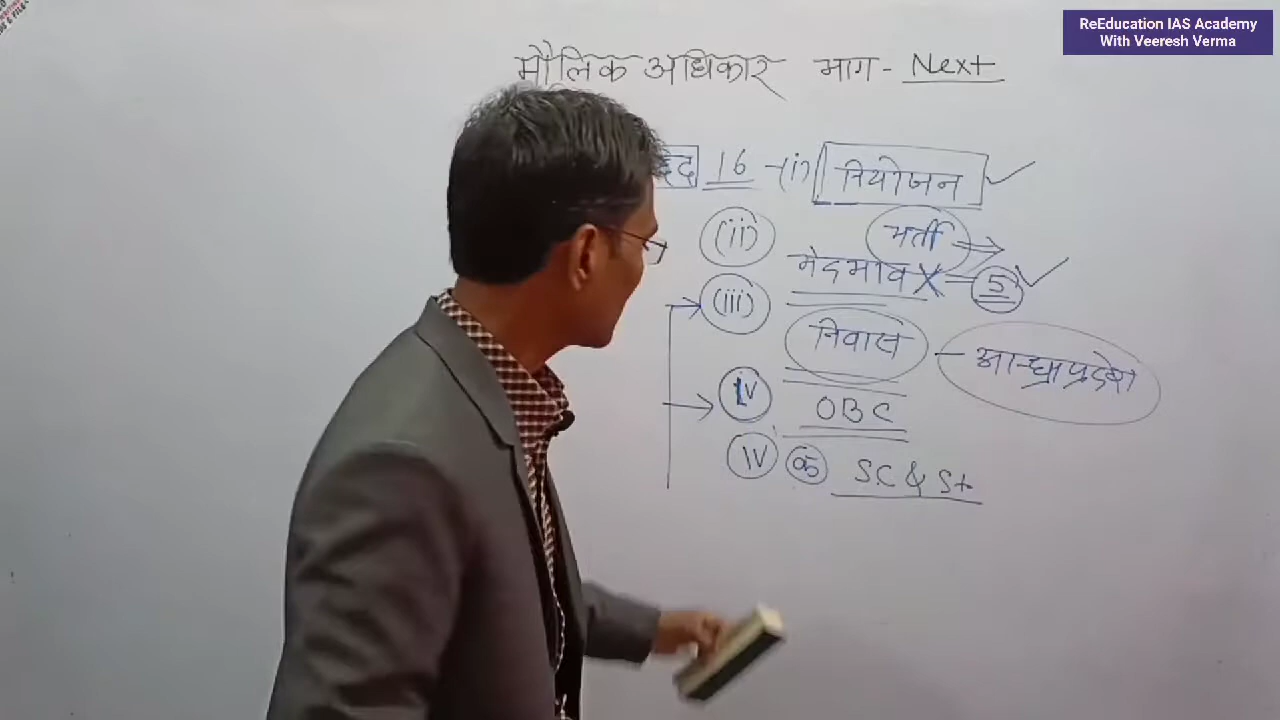 ReEducation IAS Academy
With Veeresh Verma
मौलिक अधिकार भाग - Next
16 -(i) नियोजन
(ii) भर्ती →
भेदभाव X = 5
(iii) निवास - आन्ध्रप्रदेश
IV OBC
IV क SC & St